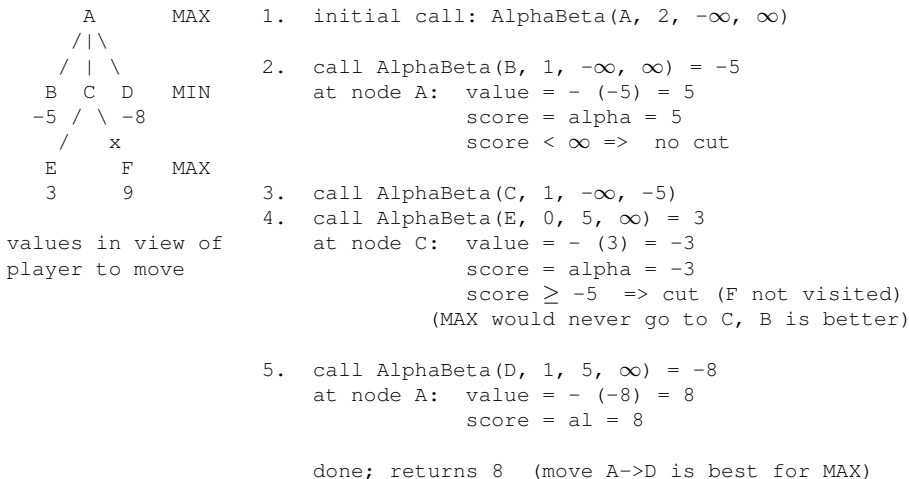 A MAX 1. initial call: AlphaBeta(A, 2, -∞, ∞)
/|\
/ | \ 2. call AlphaBeta(B, 1, -∞, ∞) = -5
B C D MIN at node A: value = - (-5) = 5
-5 / \ -8 score = alpha = 5
/ x score < ∞ => no cut
E F MAX
3 9 3. call AlphaBeta(C, 1, -∞, -5)
4. call AlphaBeta(E, 0, 5, ∞) = 3
values in view of at node C: value = - (3) = -3
player to move score = alpha = -3
score ≥ -5 => cut (F not visited)
(MAX would never go to C, B is better)
5. call AlphaBeta(D, 1, 5, ∞) = -8
at node A: value = - (-8) = 8
score = al = 8
done; returns 8 (move A->D is best for MAX)